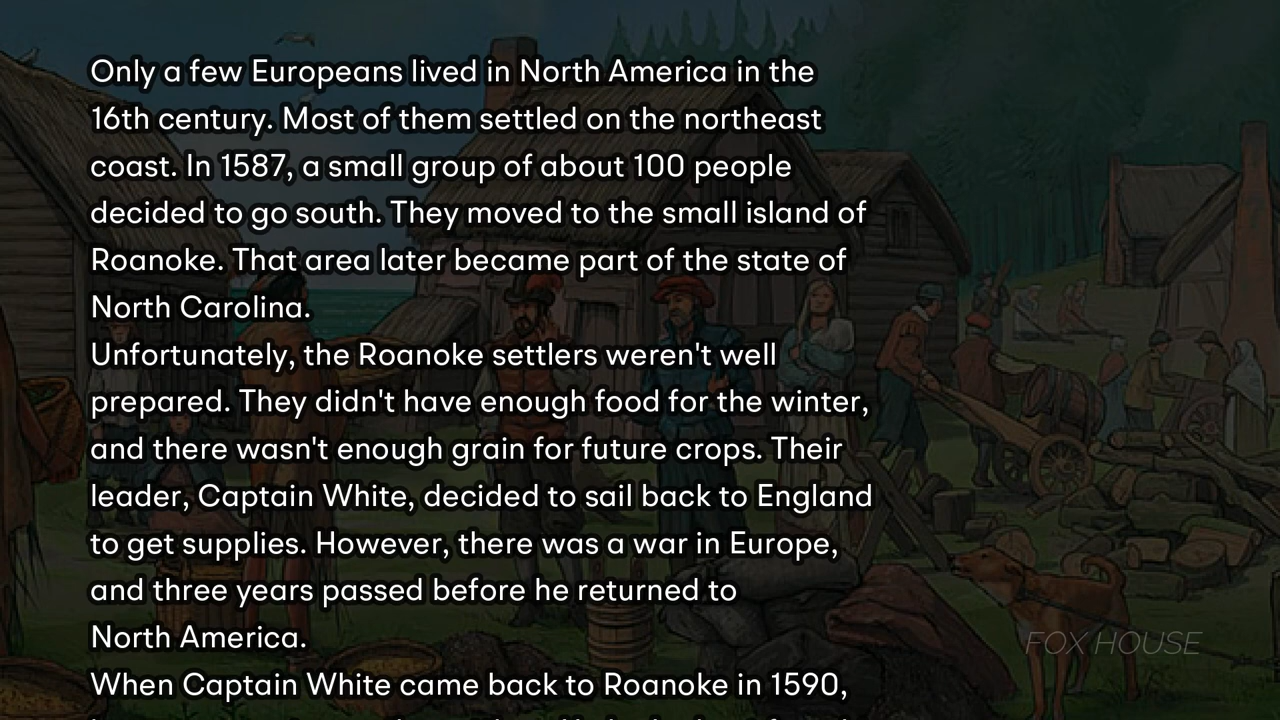 Only a few Europeans lived in North America in the
16th century. Most of them settled on the northeast
coast. In 1587, a small group of about 100 people
decided to go south. They moved to the small island of
Roanoke. That area later became part of the state of
North Carolina.
Unfortunately, the Roanoke settlers weren't well
prepared. They didn't have enough food for the winter,
and there wasn't enough grain for future crops. Their
leader, Captain White, decided to sail back to England
to get supplies. However, there was a war in Europe,
and three years passed before he returned to
North America.
When Captain White came back to Roanoke in 1590,
FOX HOUSE